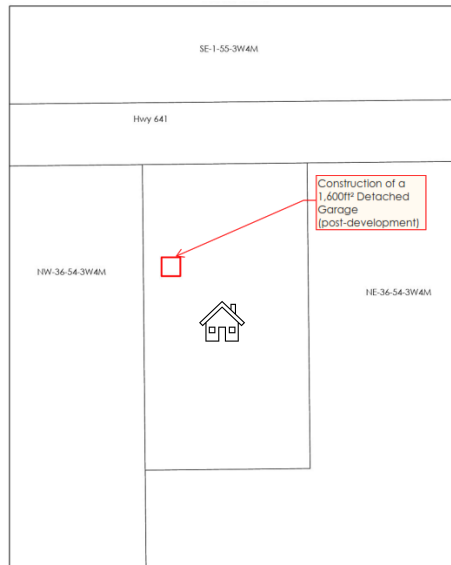 SE-1-55-3W4M
Hwy 641
Construction of a
1,600ft² Detached
Garage
(post-development)
NW-36-54-3W4M
NE-36-54-3W4M